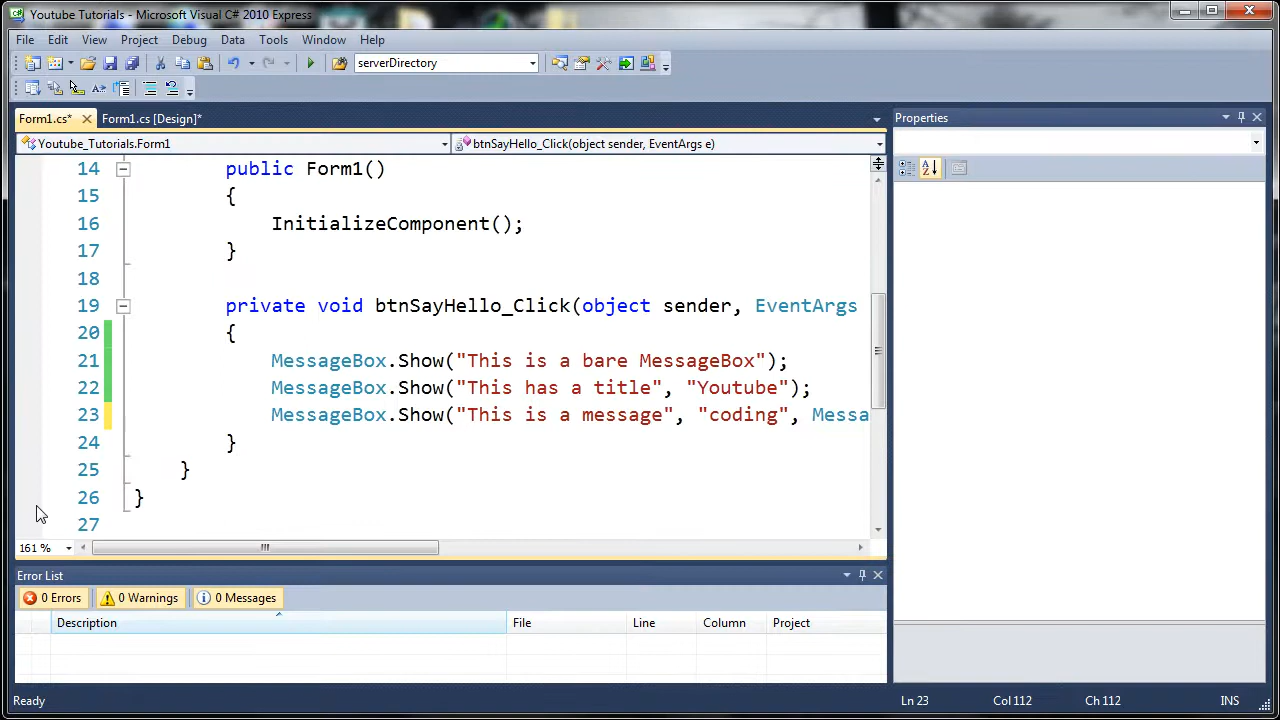 Youtube Tutorials - Microsoft Visual C# 2010 Express
File Edit View Project Debug Data Tools Window Help
serverDirectory
Form1.cs* Form1.cs [Design]*
Properties
Youtube_Tutorials.Form1 btnSayHello_Click(object sender, EventArgs e)
14 public Form1()
15 {
16 InitializeComponent();
17 }
18
19 private void btnSayHello_Click(object sender, EventArgs
20 {
21 MessageBox.Show("This is a bare MessageBox");
22 MessageBox.Show("This has a title", "Youtube");
23 MessageBox.Show("This is a message", "coding", Messa
24 }
25 }
26 }
27
161 %
Error List
0 Errors 0 Warnings 0 Messages
Description File Line Column Project
Ready Ln 23 Col 112 Ch 112 INS